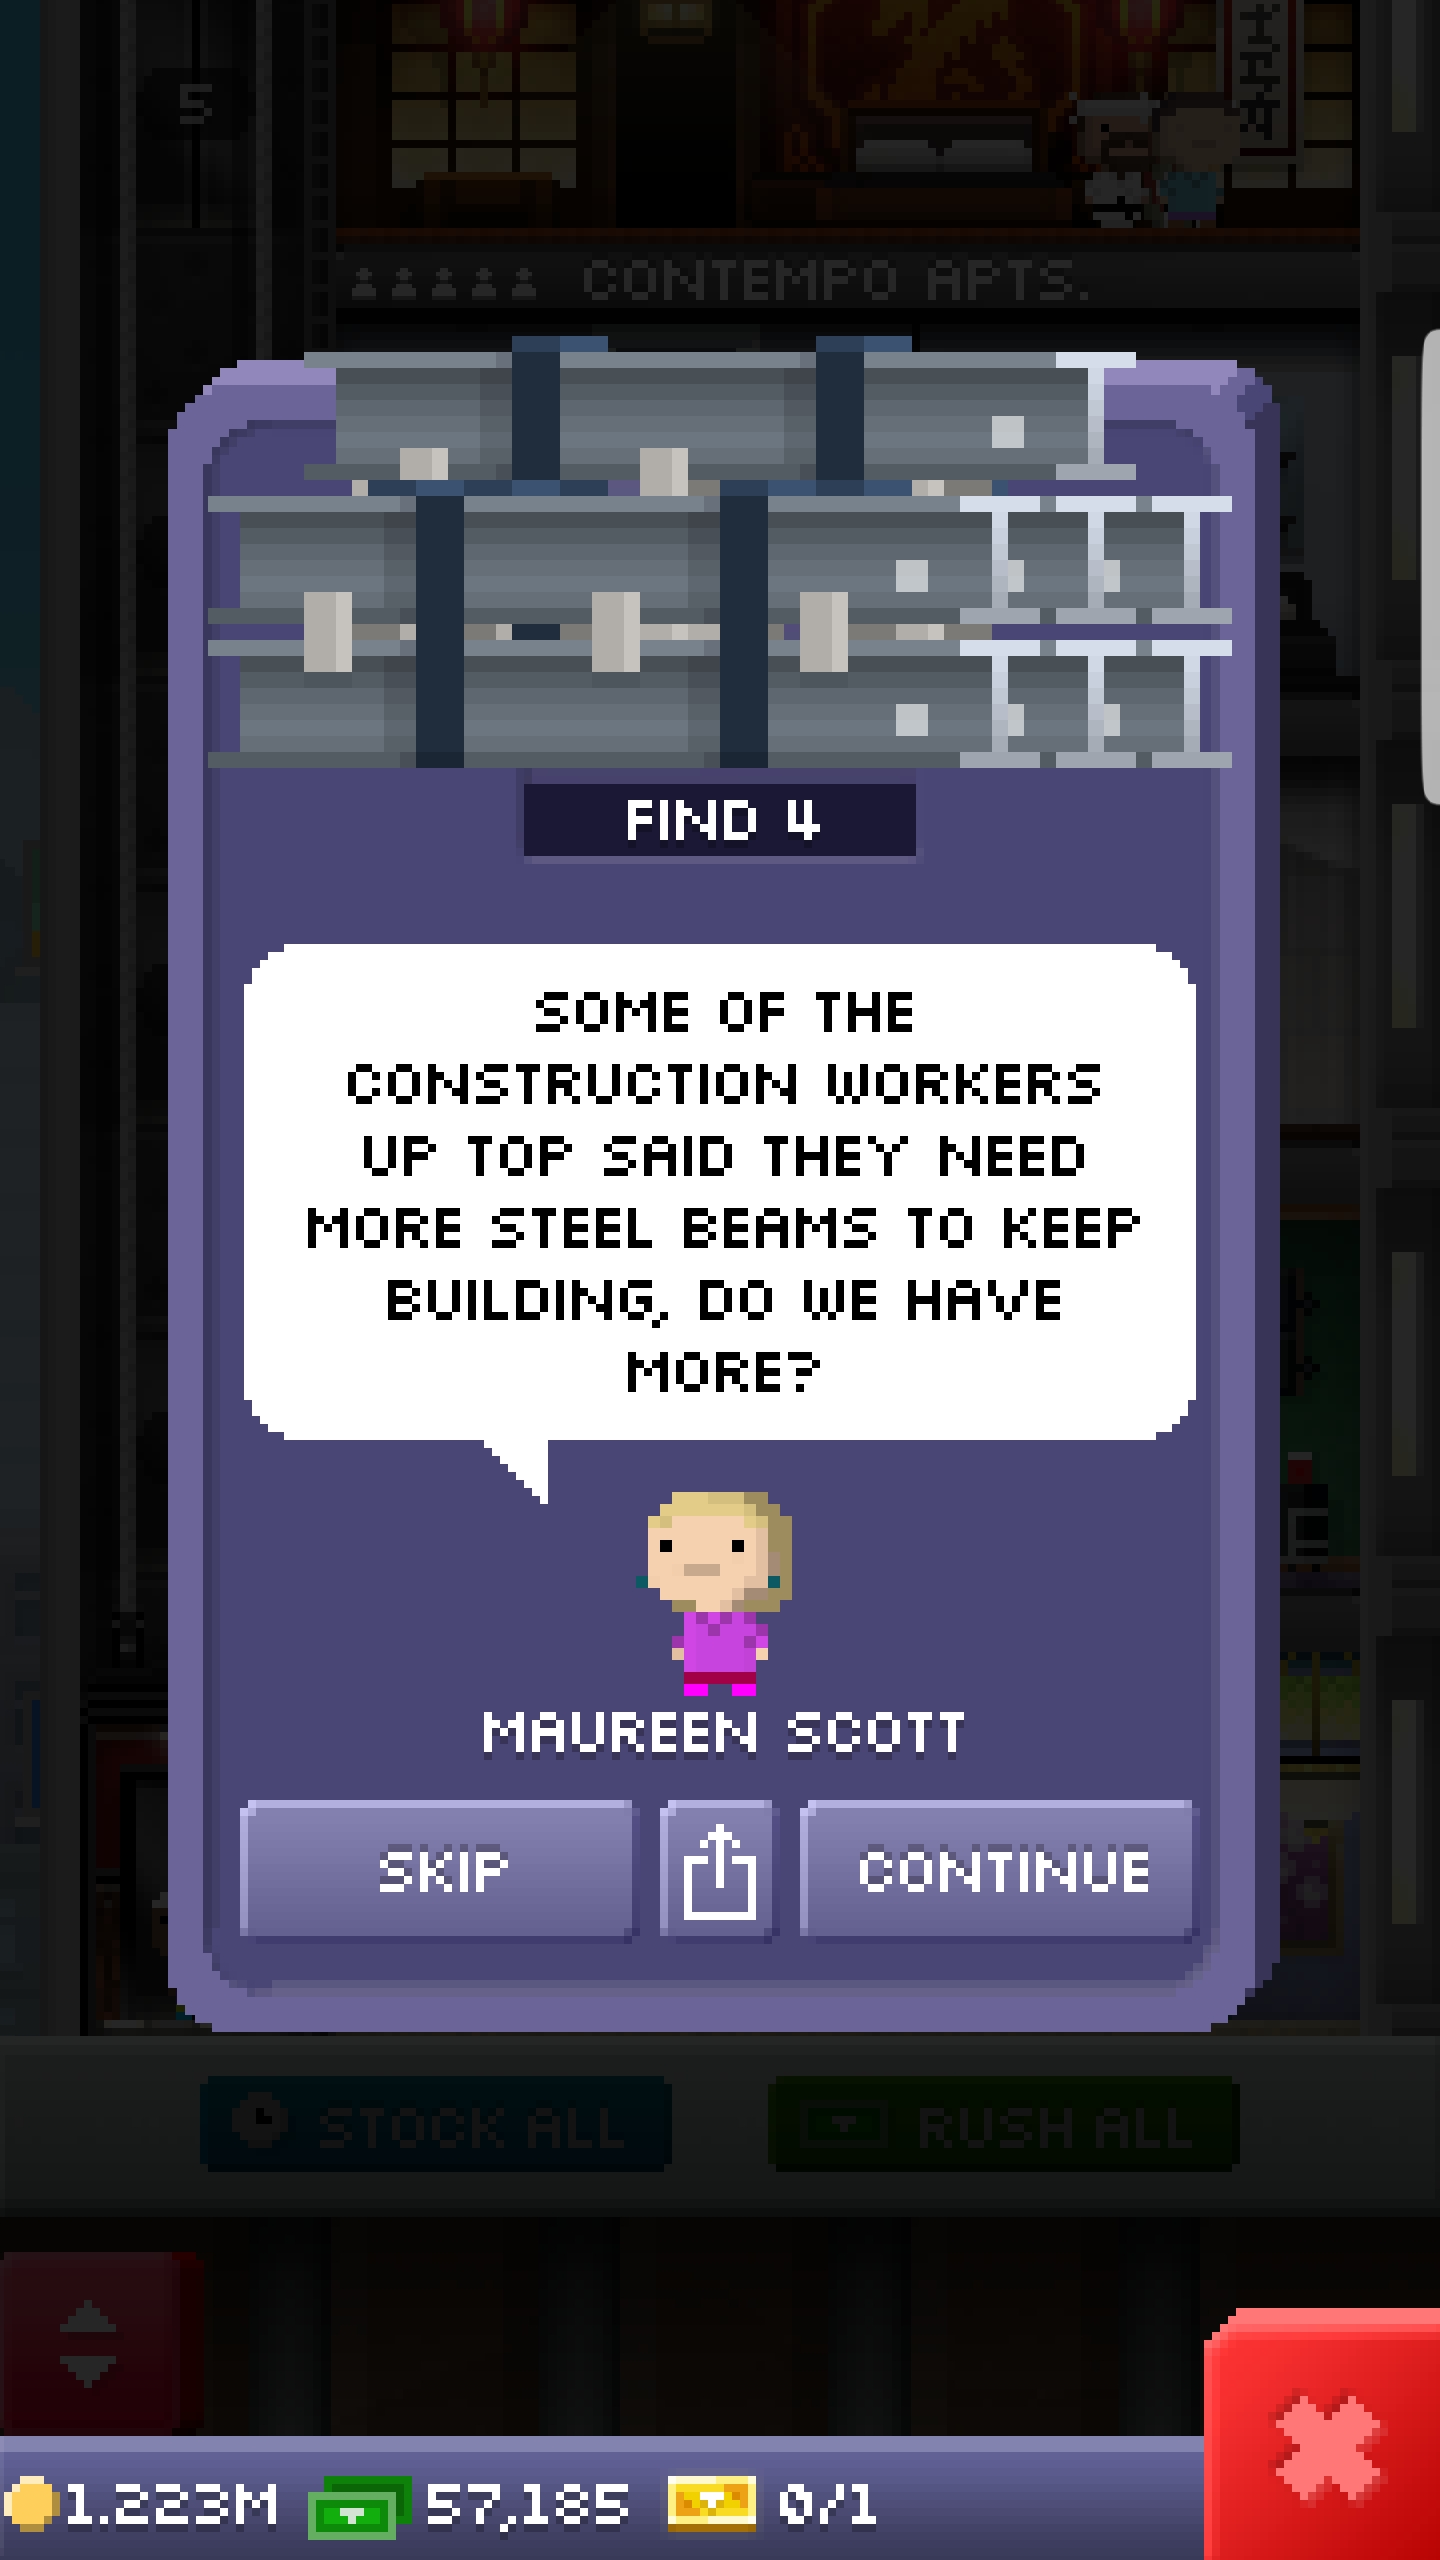 5
CONTEMPO APTS.
FIND 4
SOME OF THE
CONSTRUCTION WORKERS
UP TOP SAID THEY NEED
MORE STEEL BEAMS TO KEEP
BUILDING, DO WE HAVE
MORE?
MAUREEN SCOTT
SKIP
CONTINUE
STOCK ALL
RUSH ALL
1.223M
57,185
0/1